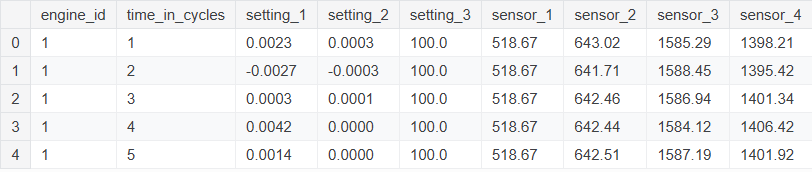 engine_id time_in_cycles setting_1 setting_2 setting_3 sensor_1 sensor_2 sensor_3 sensor_4
0 1 1 0.0023 0.0003 100.0 518.67 643.02 1585.29 1398.21
1 1 2 -0.0027 -0.0003 100.0 518.67 641.71 1588.45 1395.42
2 1 3 0.0003 0.0001 100.0 518.67 642.46 1586.94 1401.34
3 1 4 0.0042 0.0000 100.0 518.67 642.44 1584.12 1406.42
4 1 5 0.0014 0.0000 100.0 518.67 642.51 1587.19 1401.92